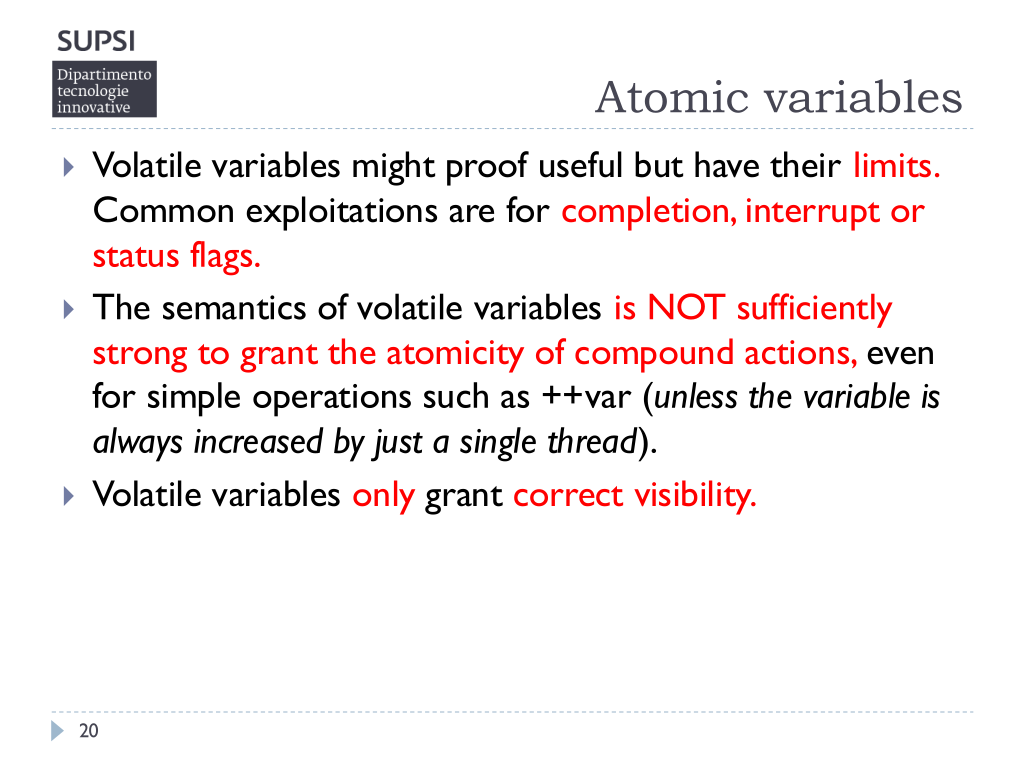 SUPSI
Dipartimento
tecnologie
innovative
Atomic variables
Volatile variables might proof useful but have their limits.
Common exploitations are for completion, interrupt or
status flags.
The semantics of volatile variables is NOT sufficiently
strong to grant the atomicity of compound actions, even
for simple operations such as ++var (unless the variable is
always increased by just a single thread).
Volatile variables only grant correct visibility.
20